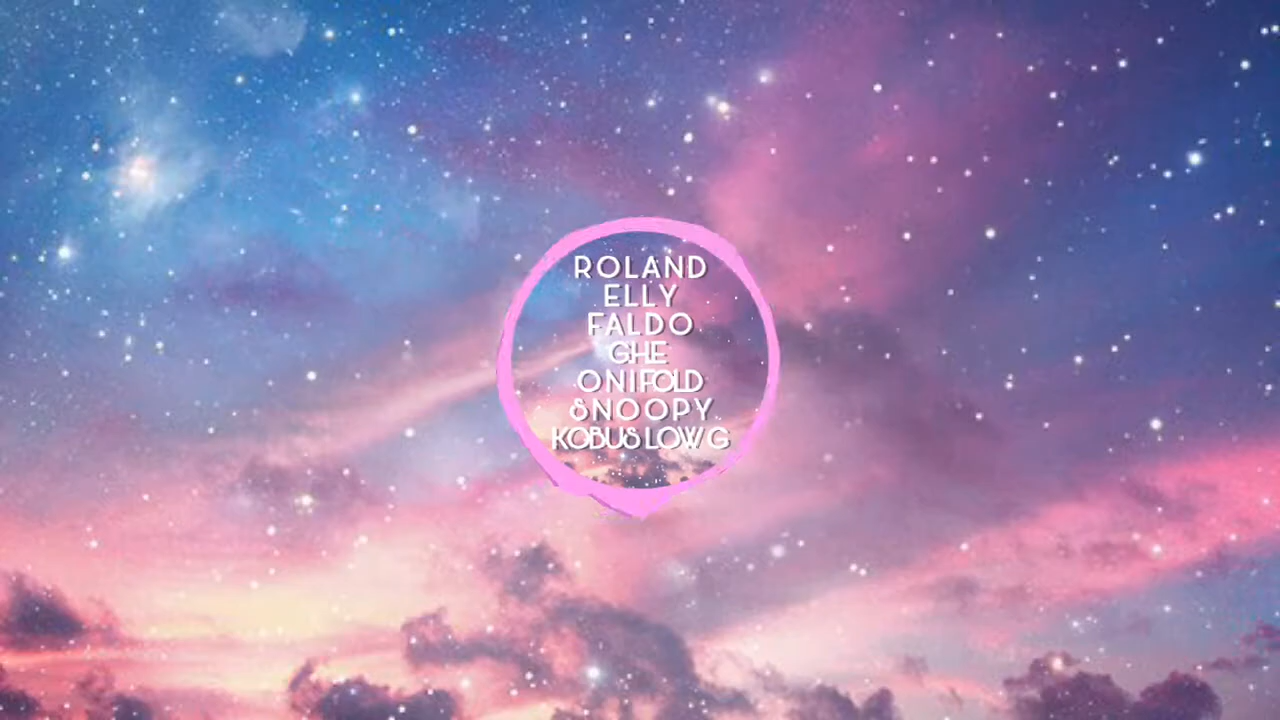 ROLAND
ELLY
FALDO
GHE
ONIFOLD
SNOOPY
KOBUS LOW G